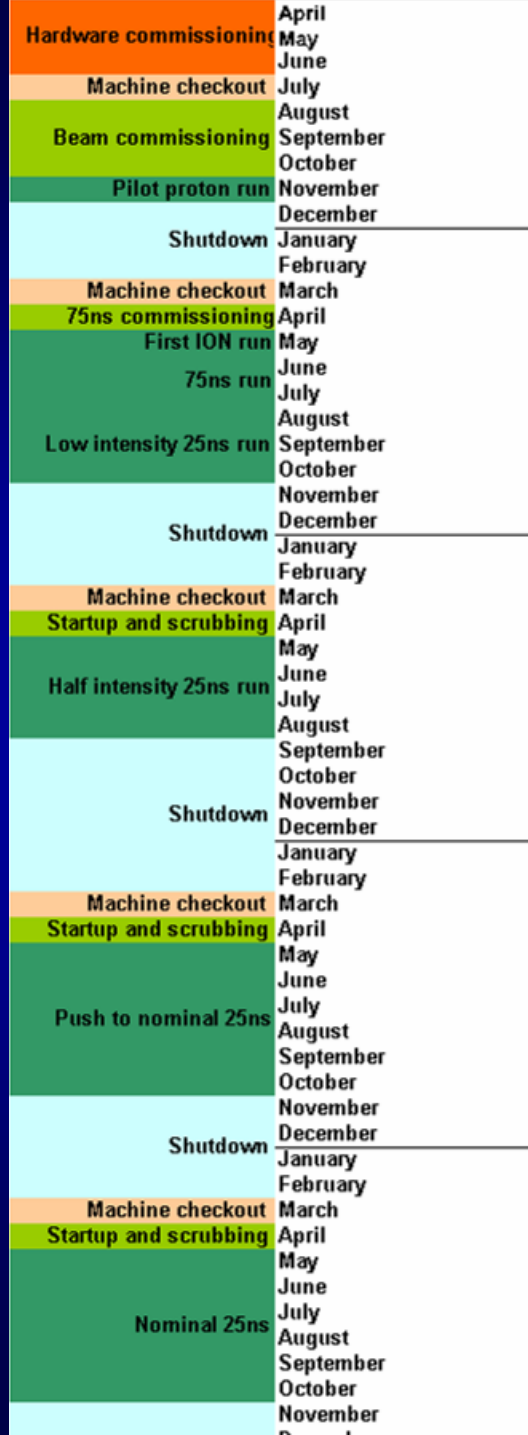 April
Hardware commissioning May
June
Machine checkout July
August
Beam commissioning September
October
Pilot proton run November
December
Shutdown January
February
Machine checkout March
75ns commissioning April
First ION run May
June
75ns run
July
August
Low intensity 25ns run September
October
November
December
Shutdown
January
February
Machine checkout March
Startup and scrubbing April
May
June
Half intensity 25ns run
July
August
September
October
November
Shutdown
December
January
February
Machine checkout March
Startup and scrubbing April
May
June
July
Push to nominal 25ns
August
September
October
November
December
Shutdown
January
February
Machine checkout March
Startup and scrubbing April
May
June
July
Nominal 25ns
August
September
October
November